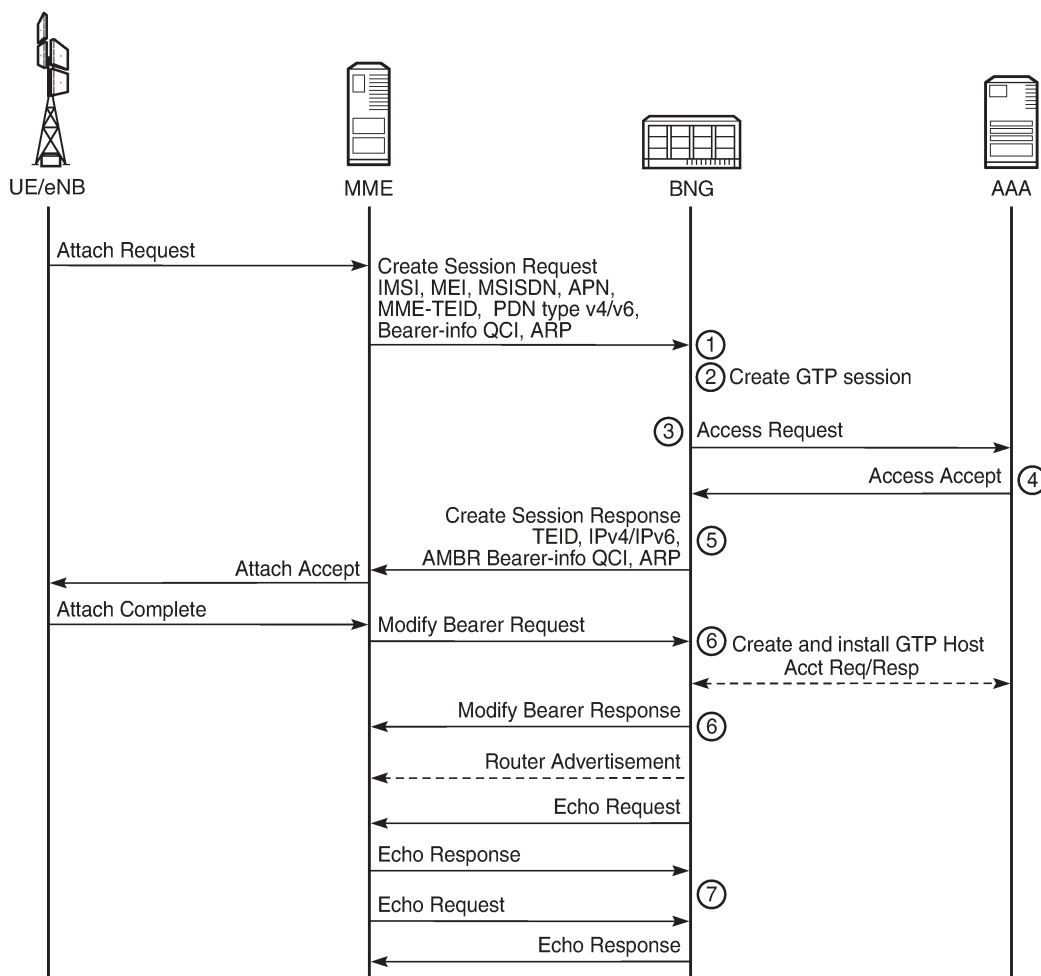 UE/eNB
MME
BNG
AAA
Attach Request
Create Session Request
IMSI, MEI, MSISDN, APN,
MME-TEID, PDN type v4/v6,
Bearer-info QCI, ARP
1
2 Create GTP session
3 Access Request
Access Accept 4
Create Session Response
TEID, IPv4/IPv6,
AMBR Bearer-info QCI, ARP
5
Attach Accept
Attach Complete
Modify Bearer Request
6 Create and install GTP Host
Acct Req/Resp
Modify Bearer Response 6
Router Advertisement
Echo Request
Echo Response
7
Echo Request
Echo Response